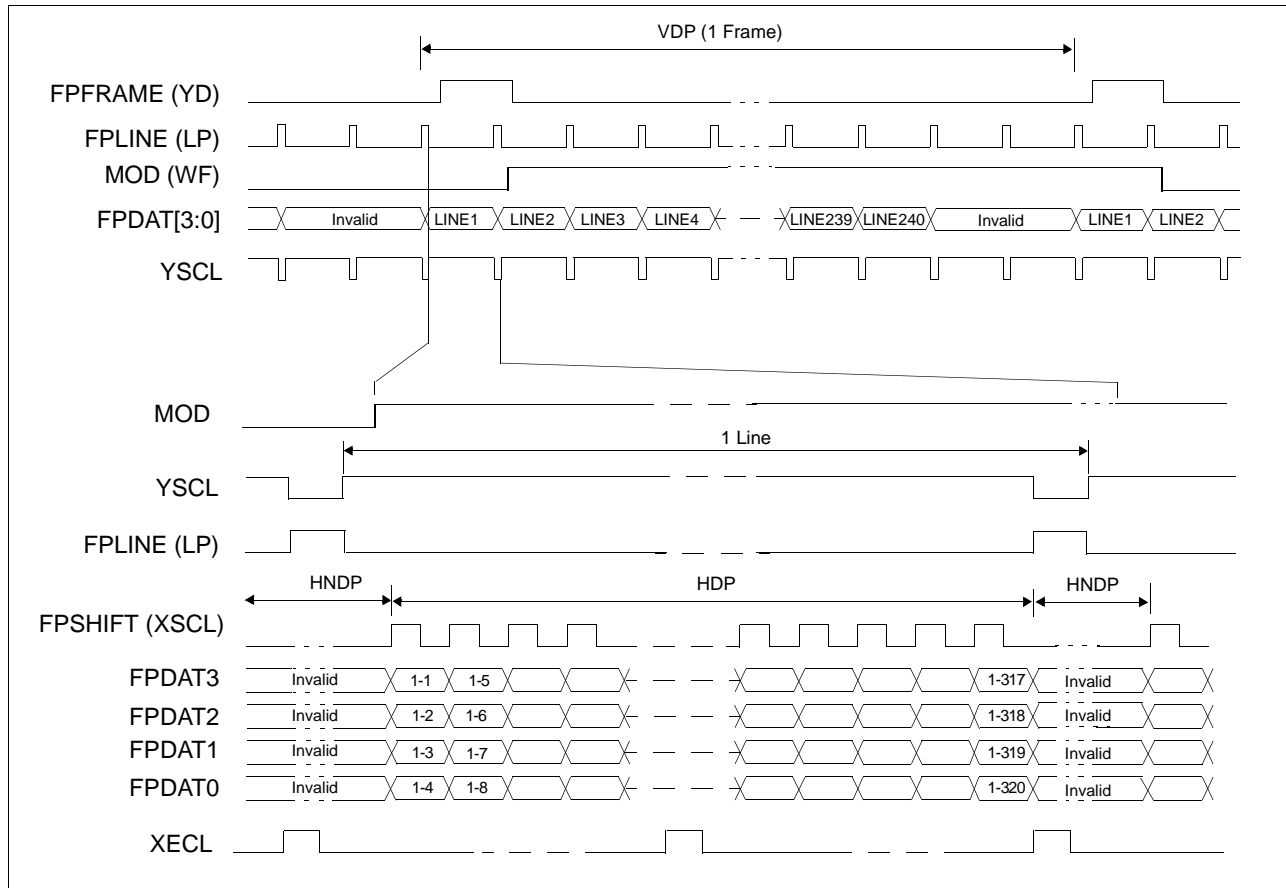 VDP (1 Frame)
FPFRAME (YD)
FPLINE (LP)
MOD (WF)
FPDAT[3:0] Invalid LINE1 LINE2 LINE3 LINE4 LINE239 LINE240 Invalid LINE1 LINE2
YSCL
MOD
1 Line
YSCL
FPLINE (LP)
HNDP HDP HNDP
FPSHIFT (XSCL)
FPDAT3 Invalid 1-1 1-5 1-317 Invalid
FPDAT2 Invalid 1-2 1-6 1-318 Invalid
FPDAT1 Invalid 1-3 1-7 1-319 Invalid
FPDAT0 Invalid 1-4 1-8 1-320 Invalid
XECL